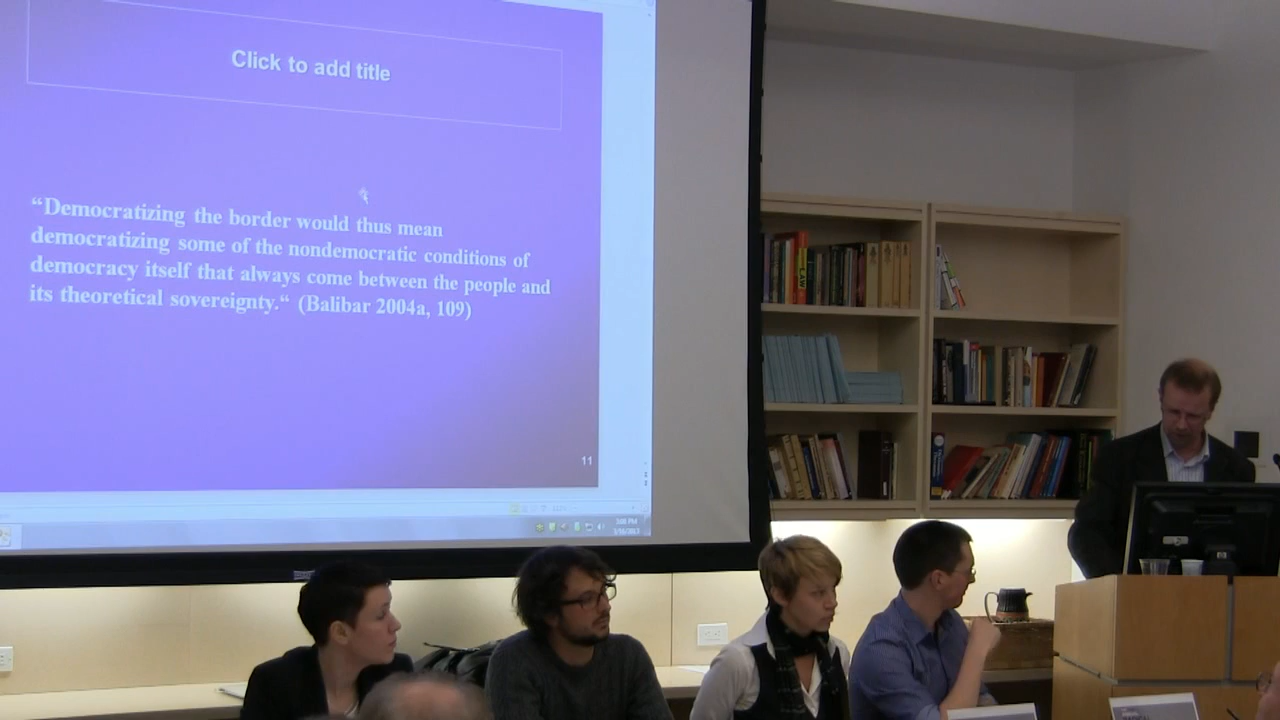 Click to add title
“Democratizing the border would thus mean
democratizing some of the nondemocratic conditions of
democracy itself that always come between the people and
its theoretical sovereignty.“ (Balibar 2004a, 109)
11
LAW